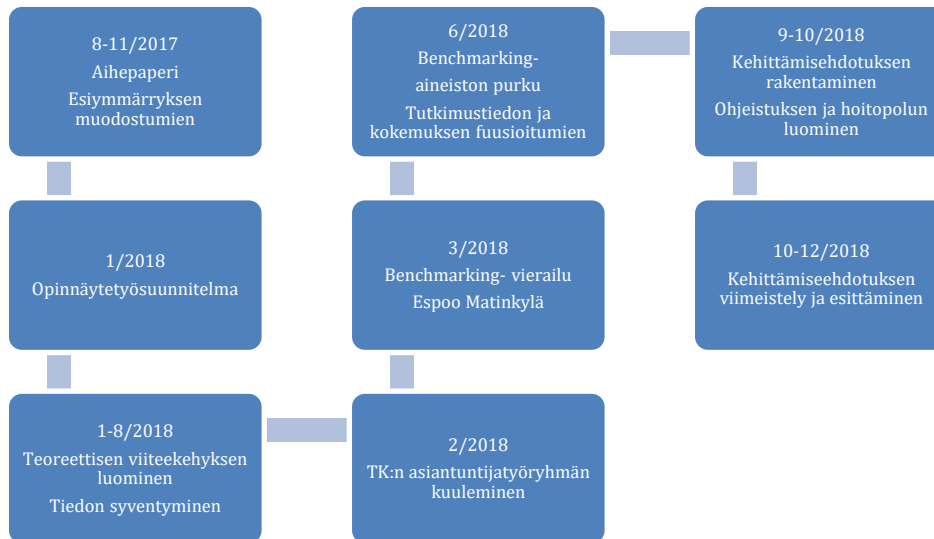 8-11/2017
Aihepaperi
Esiymmärryksen
muodostumien
1/2018
Opinnäytetyösuunnitelma
1-8/2018
Teoreettisen viiteekehyksen
luominen
Tiedon syventyminen
2/2018
TK:n asiantuntijatyöryhmän
kuuleminen
3/2018
Benchmarking- vierailu
Espoo Matinkylä
6/2018
Benchmarking-
aineiston purku
Tutkimustiedon ja
kokemuksen fuusioitumien
9-10/2018
Kehittämisehdotuksen
rakentaminen
Ohjeistuksen ja hoitopolun
luominen
10-12/2018
Kehittämiseehdotuksen
viimeistely ja esittäminen